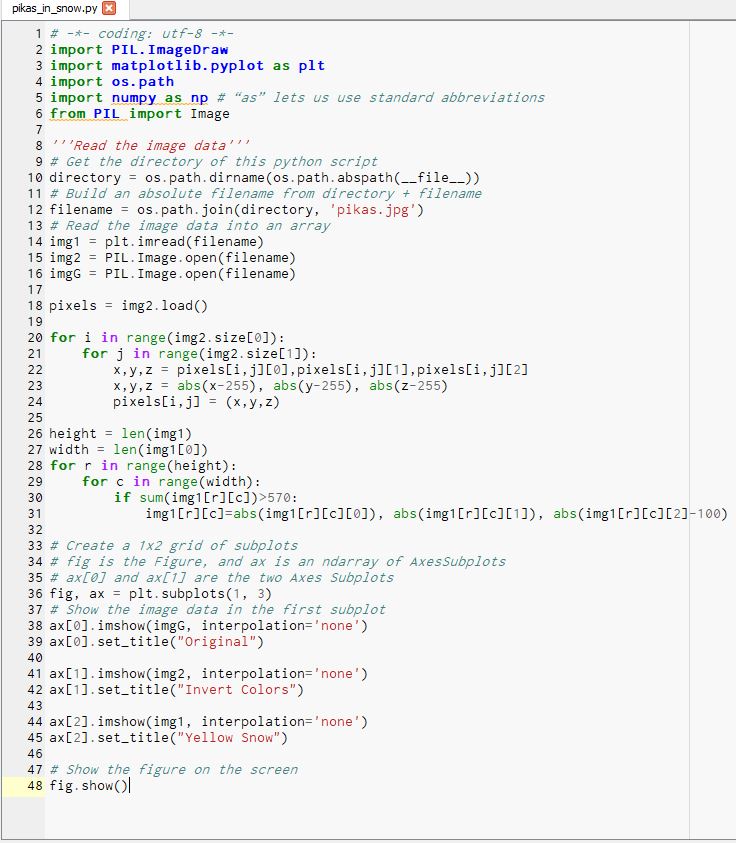 pikas_in_snow.py
1 # -*- coding: utf-8 -*-
2 import PIL.ImageDraw
3 import matplotlib.pyplot as plt
4 import os.path
5 import numpy as np # “as” lets us use standard abbreviations
6 from PIL import Image
7
8 '''Read the image data'''
9 # Get the directory of this python script
10 directory = os.path.dirname(os.path.abspath(__file__))
11 # Build an absolute filename from directory + filename
12 filename = os.path.join(directory, 'pikas.jpg')
13 # Read the image data into an array
14 img1 = plt.imread(filename)
15 img2 = PIL.Image.open(filename)
16 imgG = PIL.Image.open(filename)
17
18 pixels = img2.load()
19
20 for i in range(img2.size[0]):
21     for j in range(img2.size[1]):
22         x,y,z = pixels[i,j][0],pixels[i,j][1],pixels[i,j][2]
23         x,y,z = abs(x-255), abs(y-255), abs(z-255)
24         pixels[i,j] = (x,y,z)
25
26 height = len(img1)
27 width = len(img1[0])
28 for r in range(height):
29     for c in range(width):
30         if sum(img1[r][c])>570:
31             img1[r][c]=abs(img1[r][c][0]), abs(img1[r][c][1]), abs(img1[r][c][2]-100)
32
33 # Create a 1x2 grid of subplots
34 # fig is the Figure, and ax is an ndarray of AxesSubplots
35 # ax[0] and ax[1] are the two Axes Subplots
36 fig, ax = plt.subplots(1, 3)
37 # Show the image data in the first subplot
38 ax[0].imshow(imgG, interpolation='none')
39 ax[0].set_title("Original")
40
41 ax[1].imshow(img2, interpolation='none')
42 ax[1].set_title("Invert Colors")
43
44 ax[2].imshow(img1, interpolation='none')
45 ax[2].set_title("Yellow Snow")
46
47 # Show the figure on the screen
48 fig.show()